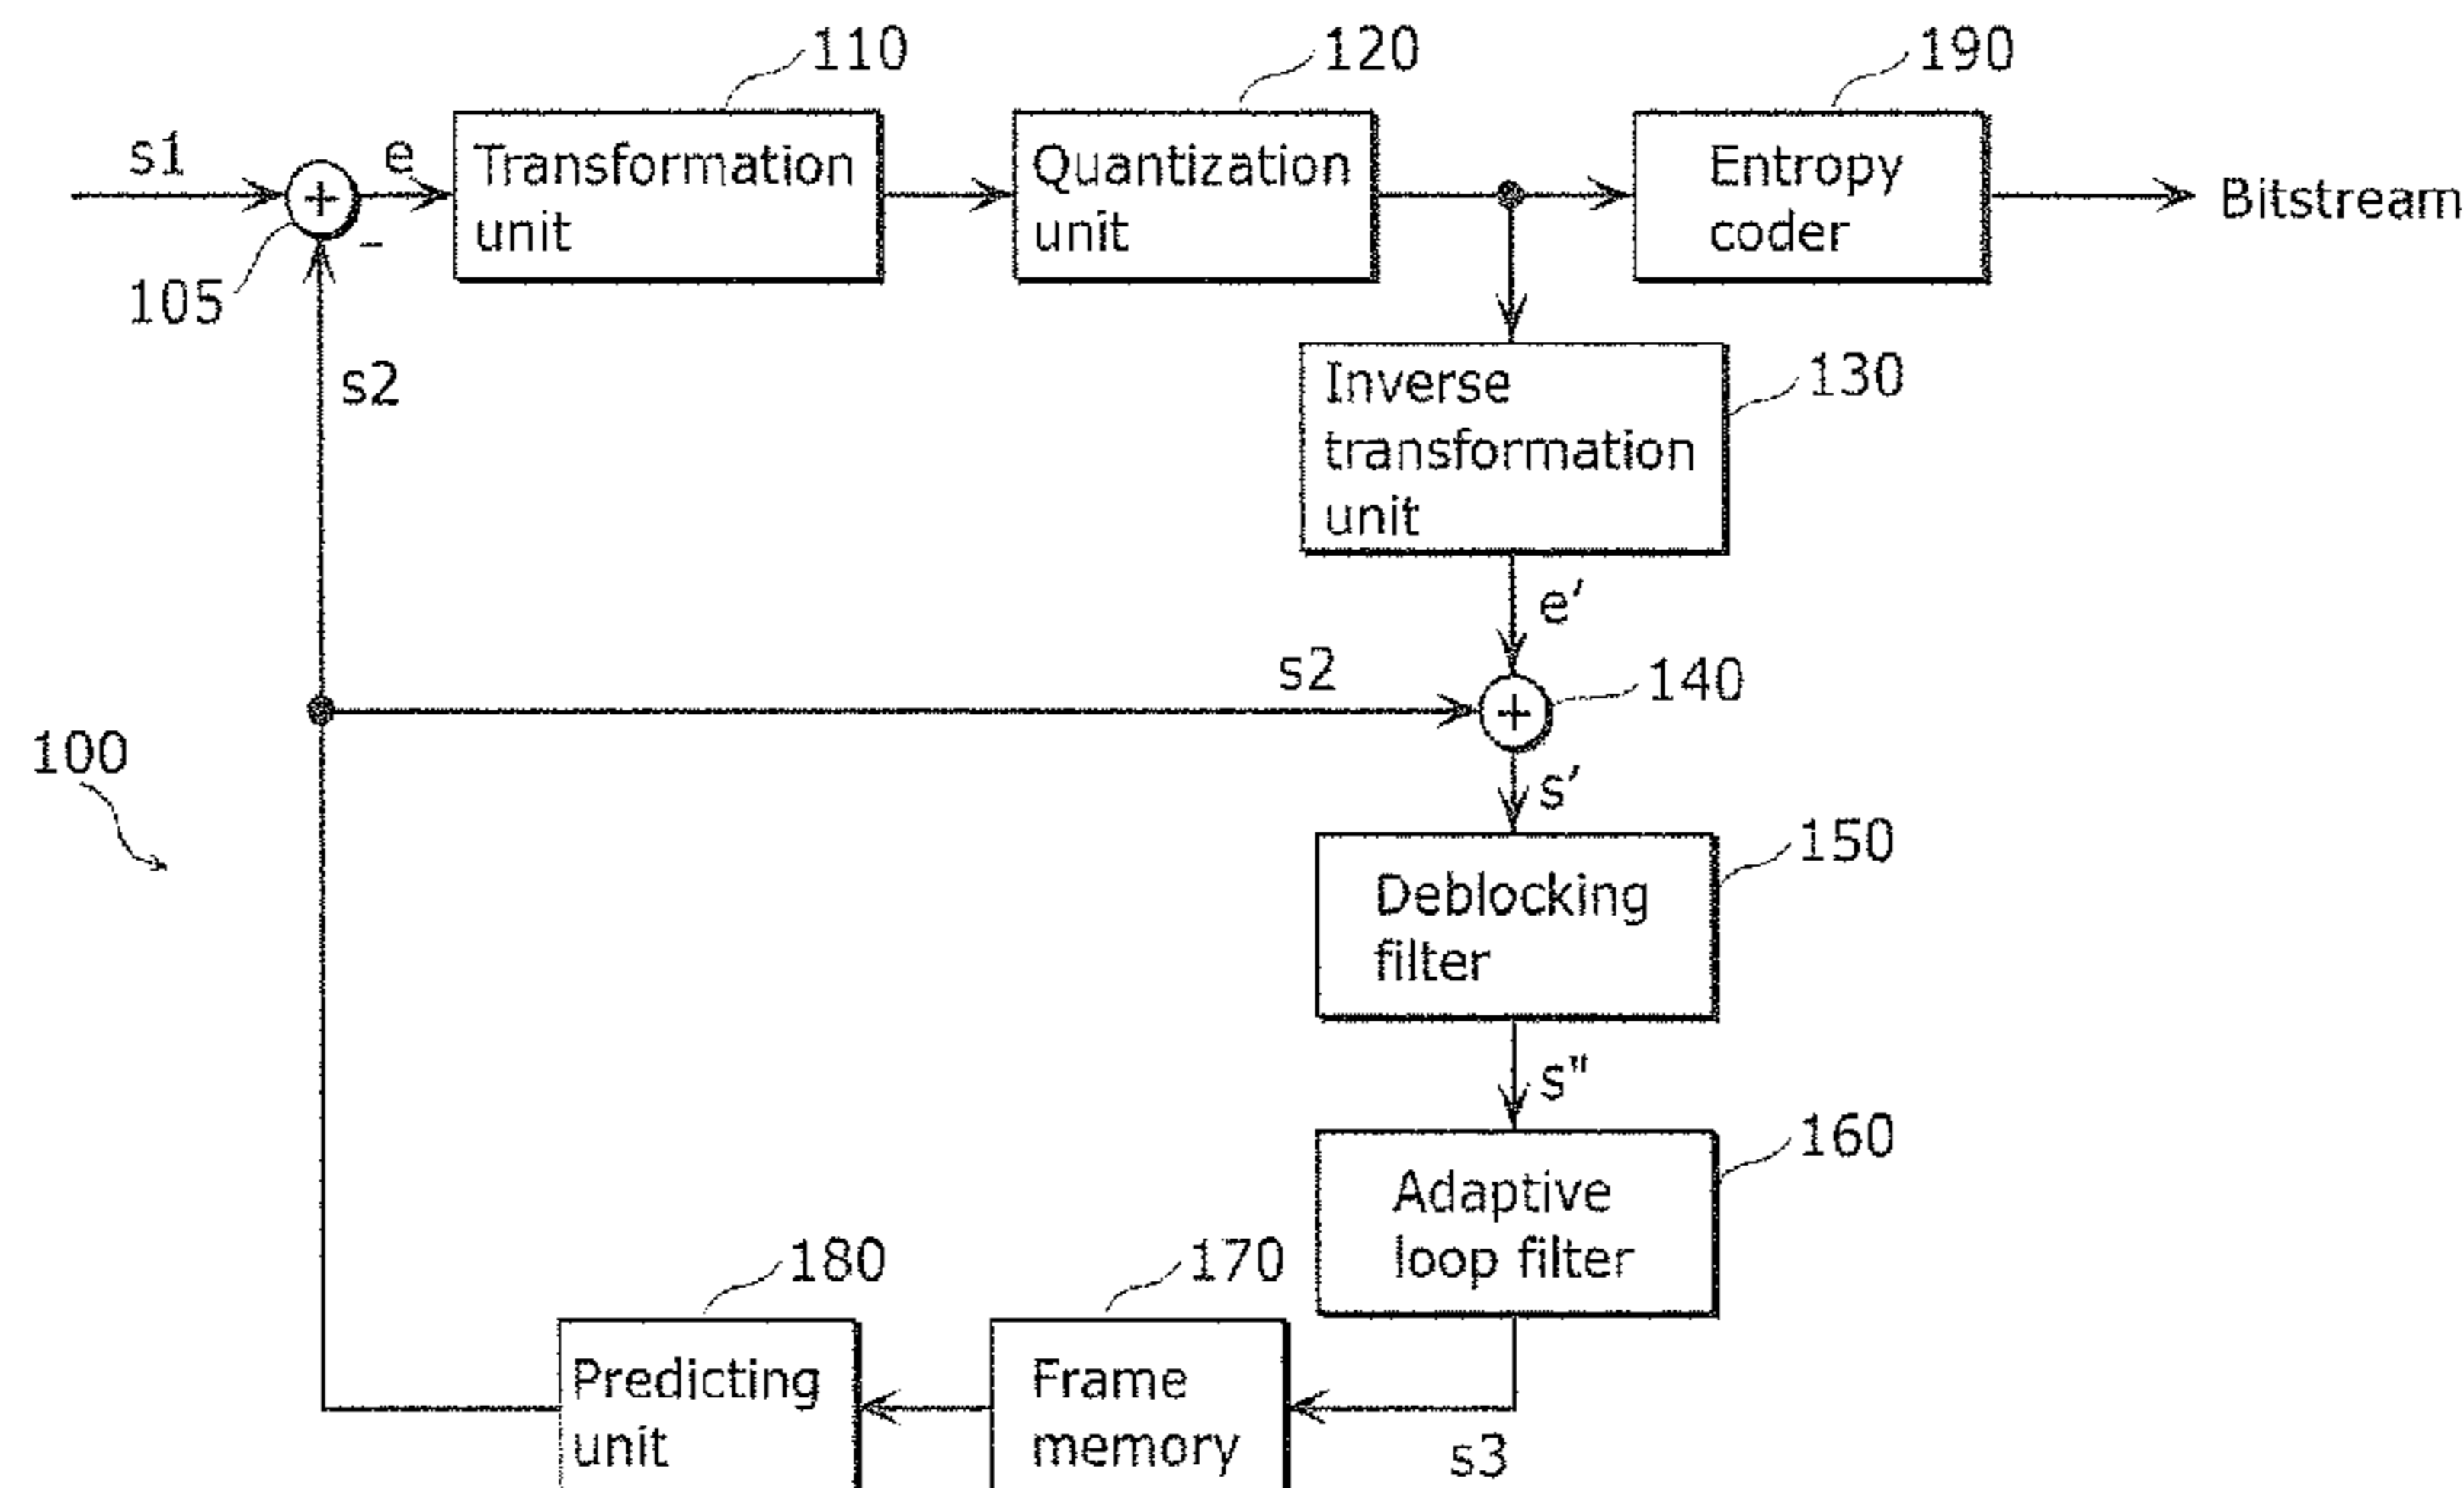 110
120
190
s1
e
Transformation
unit
Quantization
unit
Entropy
coder
Bitstream
+
-
105
s2
Inverse
transformation
unit
130
e′
s2
140
+
100
s′
150
Deblocking
filter
s"
160
Adaptive
loop filter
180
170
Predicting
unit
Frame
memory
s3